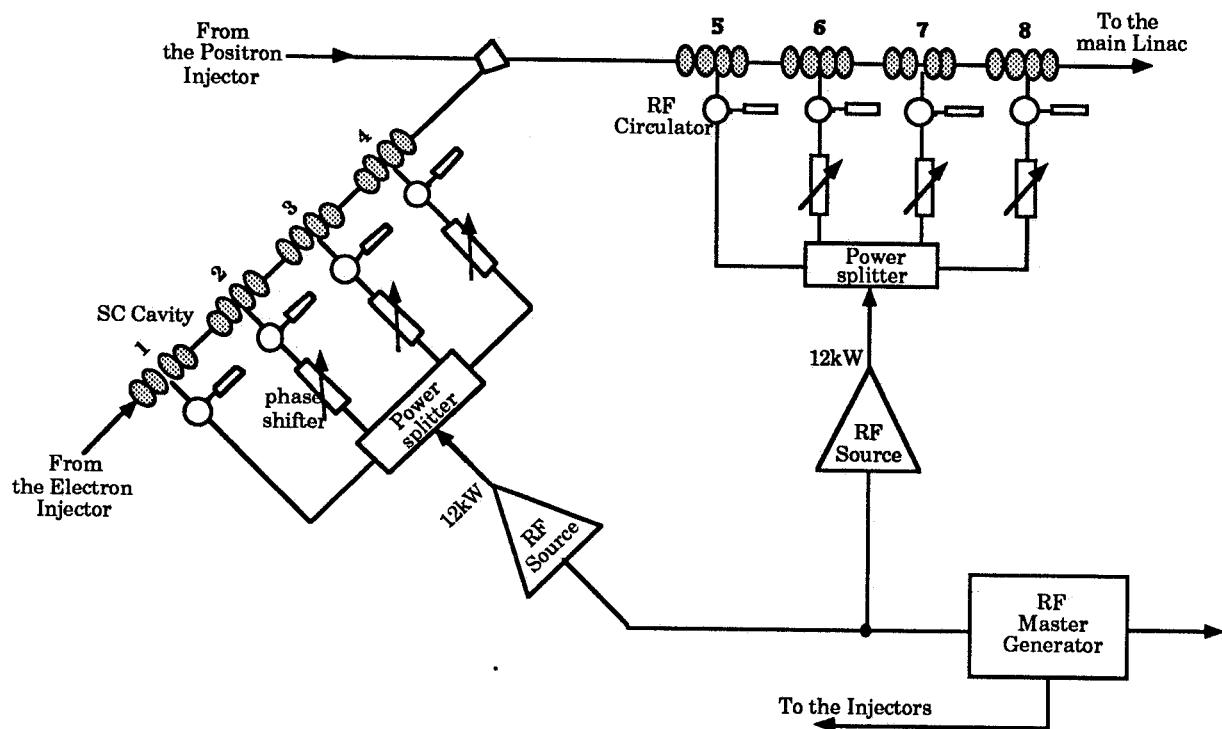 From
the Positron
Injector
5
6
7
8
To the
main Linac
RF
Circulator
4
3
2
SC Cavity
1
phase
shifter
Power
splitter
Power
splitter
12kW
12kW
RF
Source
RF
Source
From
the Electron
Injector
RF
Master
Generator
To the Injectors